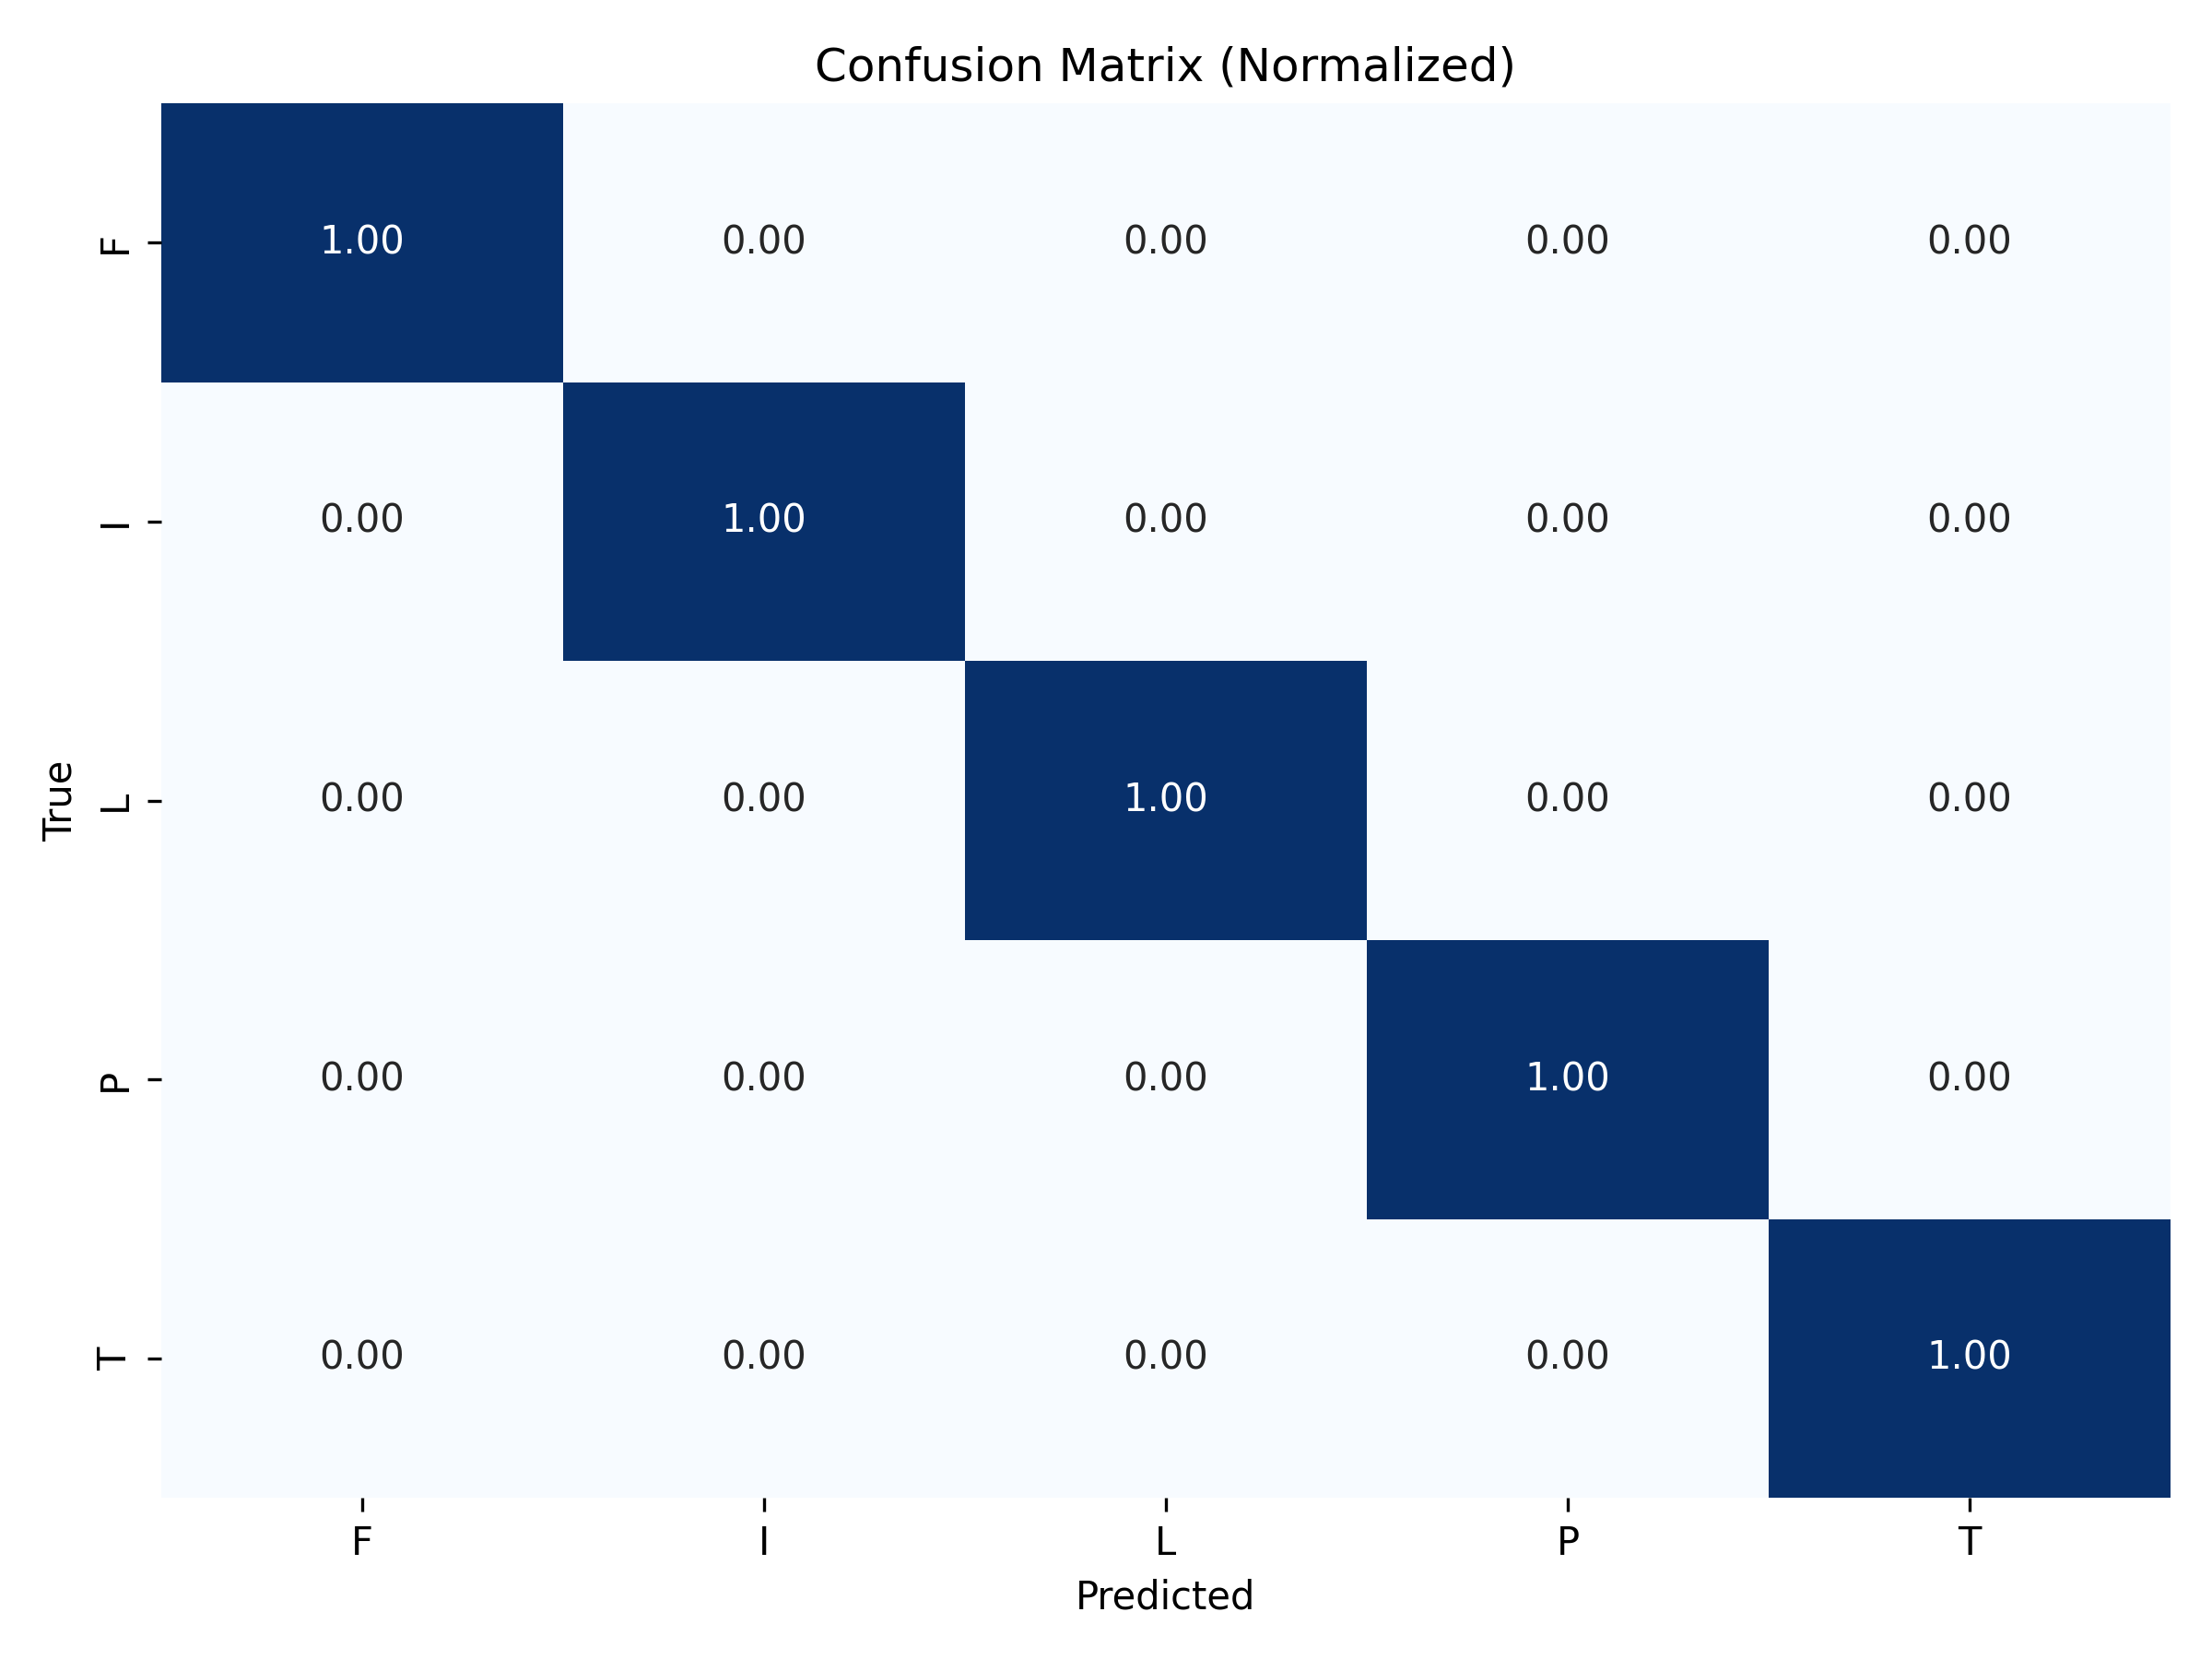 Confusion Matrix (Normalized)
F 1.00 0.00 0.00 0.00 0.00
I 0.00 1.00 0.00 0.00 0.00
L 0.00 0.00 1.00 0.00 0.00
P 0.00 0.00 0.00 1.00 0.00
T 0.00 0.00 0.00 0.00 1.00
True
F I L P T
Predicted